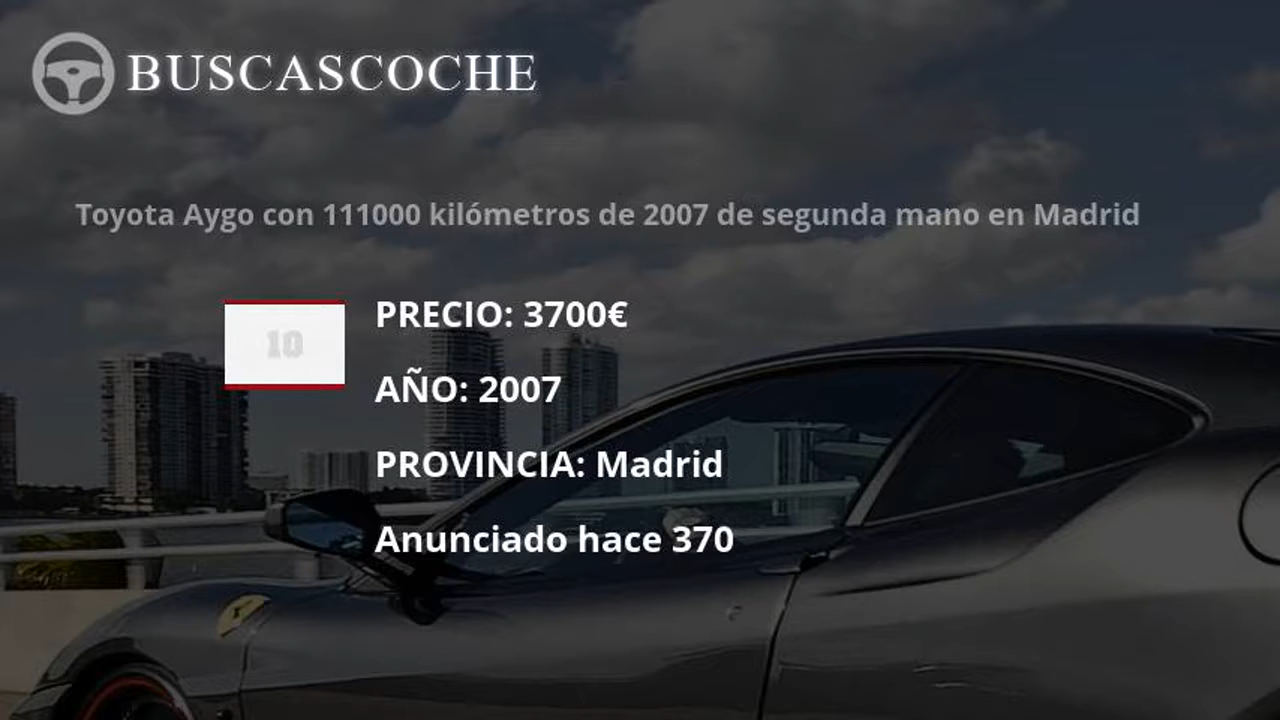 BUSCASCOCHE
Toyota Aygo con 111000 kilómetros de 2007 de segunda mano en Madrid
10
PRECIO: 3700€
AÑO: 2007
PROVINCIA: Madrid
Anunciado hace 370